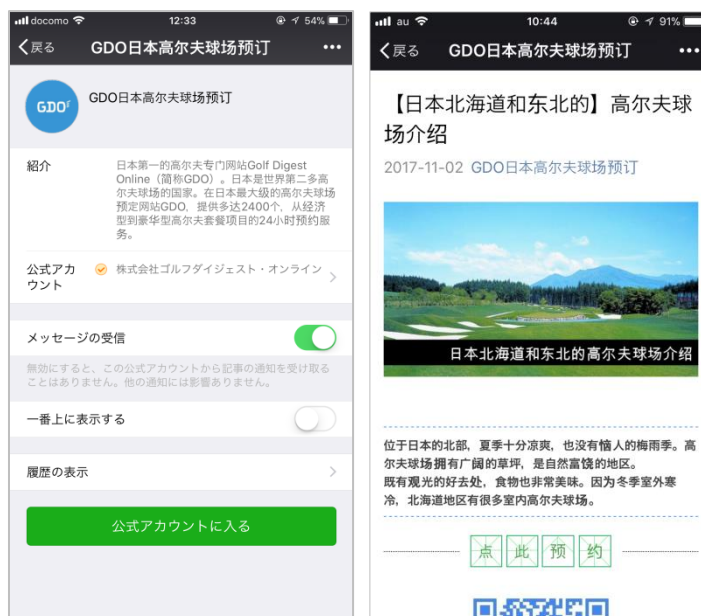 docomo 12:33 54%
戻る GDO日本高尔夫球场预订
GDO
GDO日本高尔夫球场预订
紹介
日本第一的高尔夫专门网站Golf Digest
Online（简称GDO）。日本是世界第二多高
尔夫球场的国家。在日本最大级的高尔夫球场
预定网站GDO，提供多达2400个，从经济
型到豪华型高尔夫套餐项目的24小时预约服
务。
公式アカ
ウント
株式会社ゴルフダイジェスト・オンライン
メッセージの受信
無効にすると、この公式アカウントから記事の通知を受け取る
ことはありません。他の通知には影響ありません。
一番上に表示する
履歴の表示
公式アカウントに入る
au 10:44 91%
戻る GDO日本高尔夫球场预订
【日本北海道和东北的】高尔夫球
场介绍
2017-11-02 GDO日本高尔夫球场预订
日本北海道和东北的高尔夫球场介绍
位于日本的北部，夏季十分凉爽，也没有恼人的梅雨季。高
尔夫球场拥有广阔的草坪，是自然富饶的地区。
既有观光的好去处，食物也非常美味。因为冬季室外寒
冷，北海道地区有很多室内高尔夫球场。
点此预约